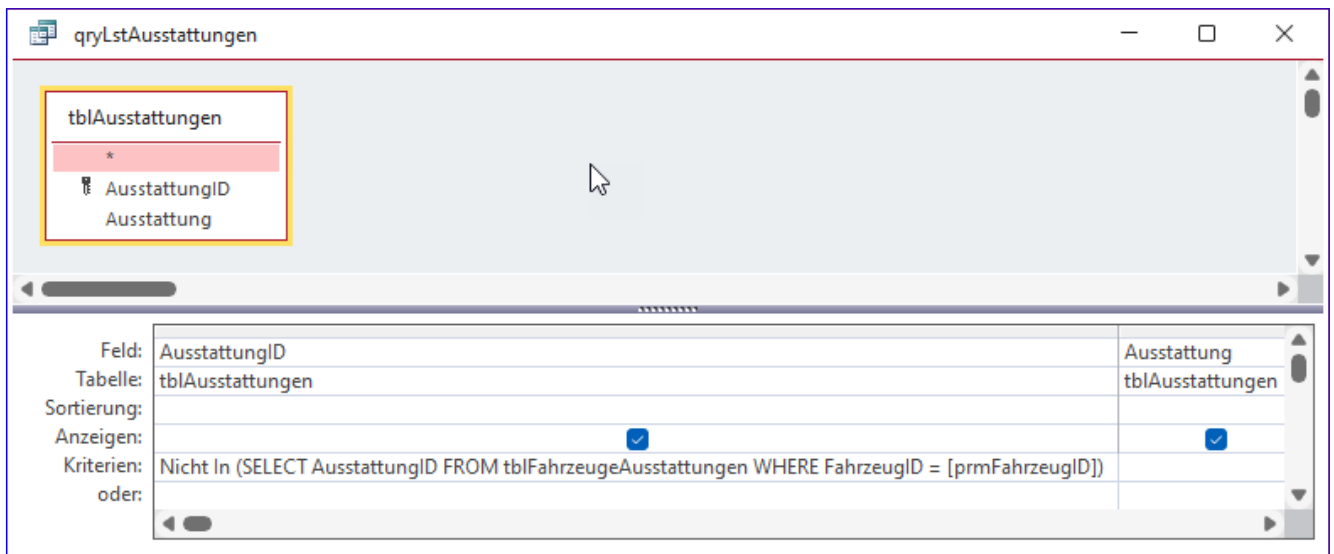 qryLstAusstattungen
tblAusstattungen
*
AusstattungID
Ausstattung
Feld: AusstattungID Ausstattung
Tabelle: tblAusstattungen tblAusstattungen
Sortierung:
Anzeigen:
Kriterien: Nicht In (SELECT AusstattungID FROM tblFahrzeugeAusstattungen WHERE FahrzeugID = [prmFahrzeugID])
oder: